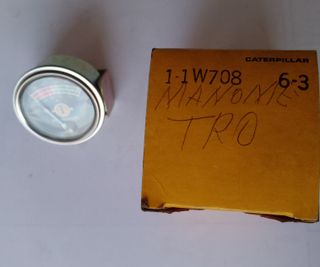 CATERPILLAR
1-1W708 6-3
MANOME
TRO